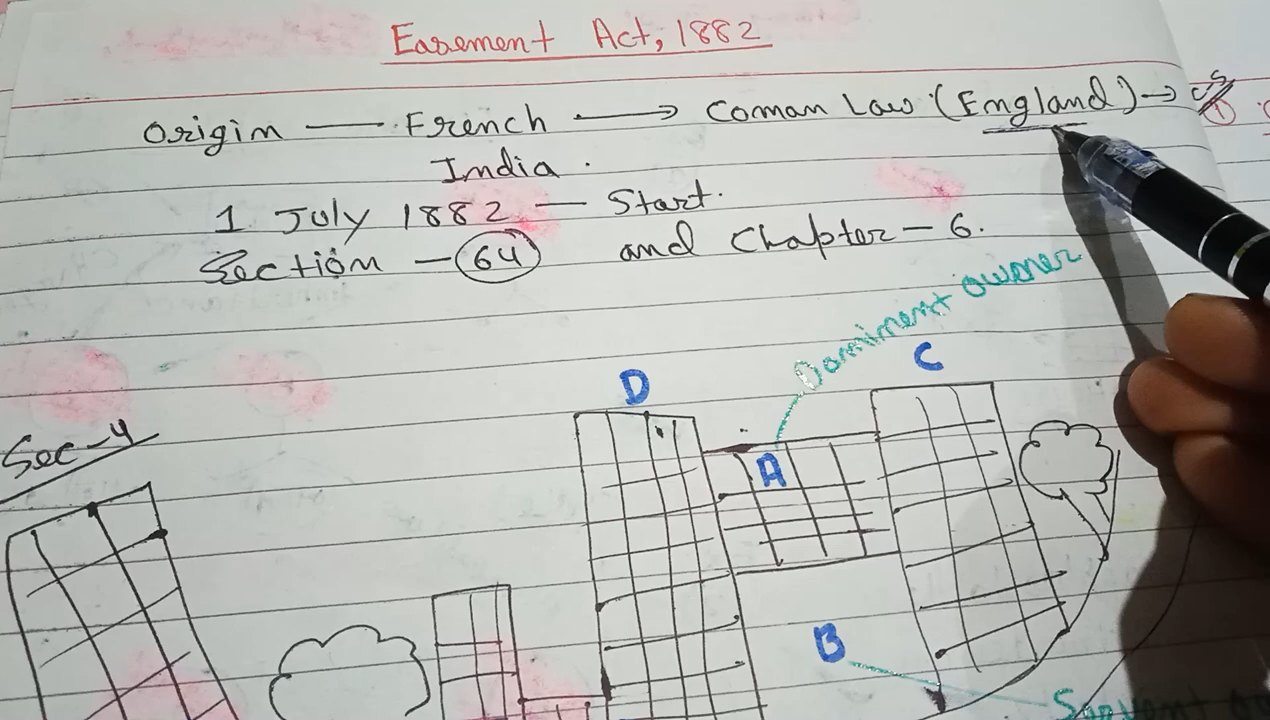 Easement Act, 1882
Origin — French → Coman Law (England) →
India.
1 July 1882 — Start.
Section — 64 and Chapter – 6.
Dominent owner
D
C
Sec-4
A
B